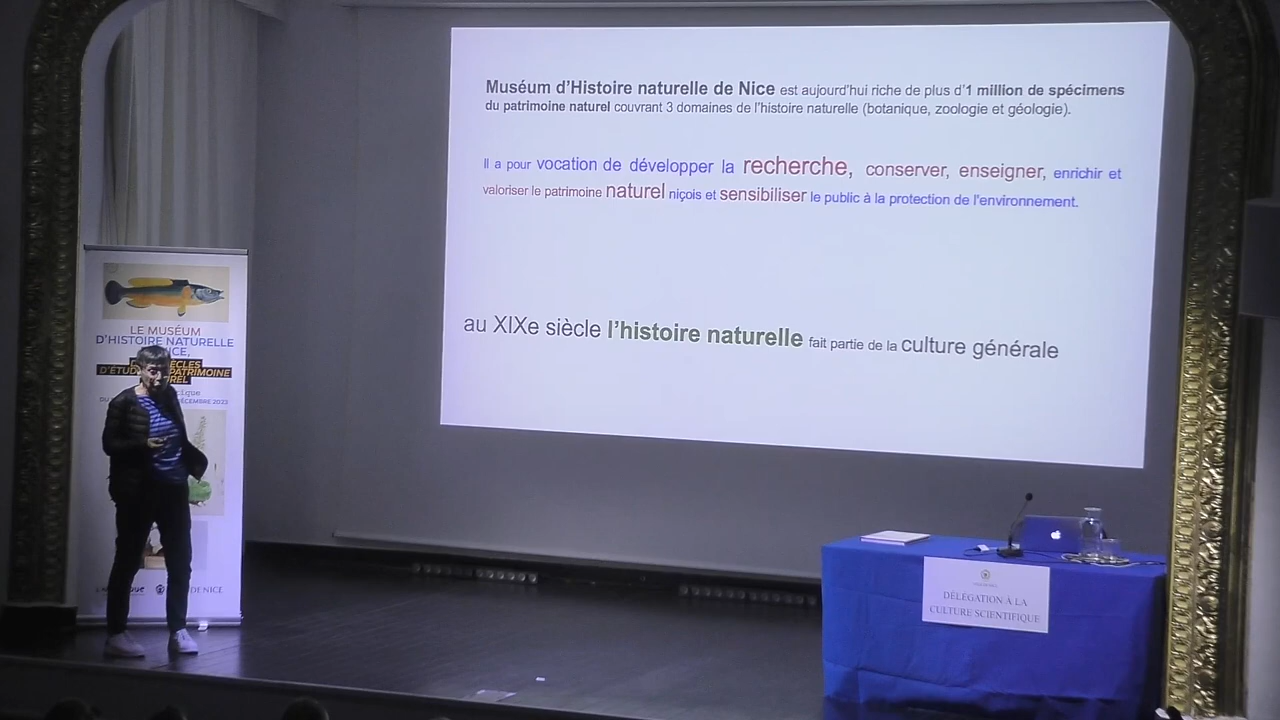 Muséum d'Histoire naturelle de Nice est aujourd'hui riche de plus d'1 million de spécimens
du patrimoine naturel couvrant 3 domaines de l'histoire naturelle (botanique, zoologie et géologie).
Il a pour vocation de développer la recherche, conserver, enseigner, enrichir et
valoriser le patrimoine naturel niçois et sensibiliser le public à la protection de l'environnement.
au XIXe siècle l'histoire naturelle fait partie de la culture générale
LE MUSÉUM
D'HISTOIRE NATURELLE
PATRIMOINE
DÉCEMBRE 2023
DE NICE
DÉLÉGATION À LA
CULTURE SCIENTIFIQUE